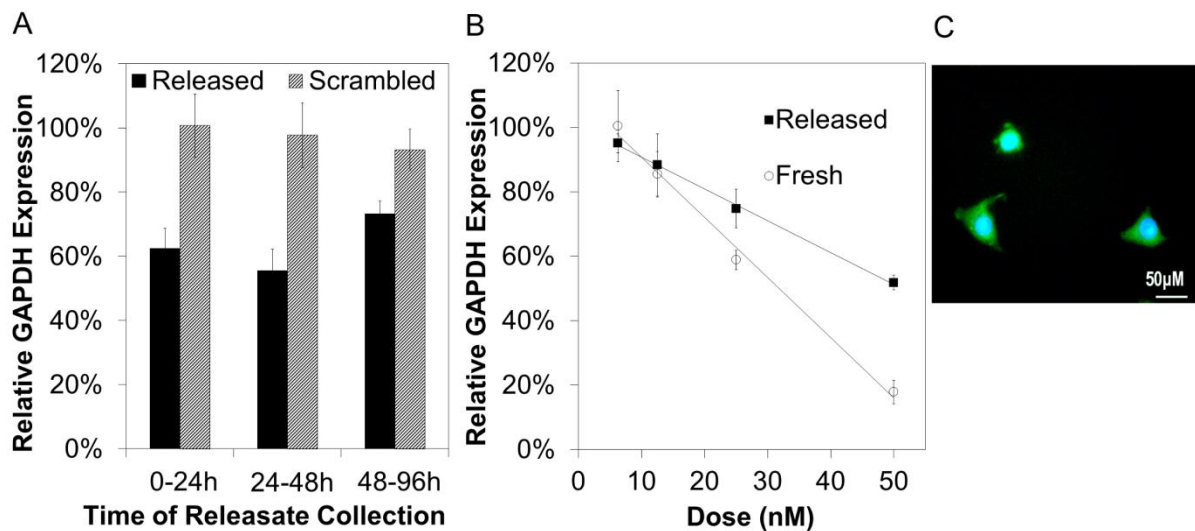 A
120%
100%
80%
60%
40%
20%
0%
Relative GAPDH Expression
Released
Scrambled
0-24h
24-48h
48-96h
Time of Releasate Collection
B
120%
100%
80%
60%
40%
20%
0%
Relative GAPDH Expression
Released
Fresh
0 10 20 30 40 50
Dose (nM)
C
50µM